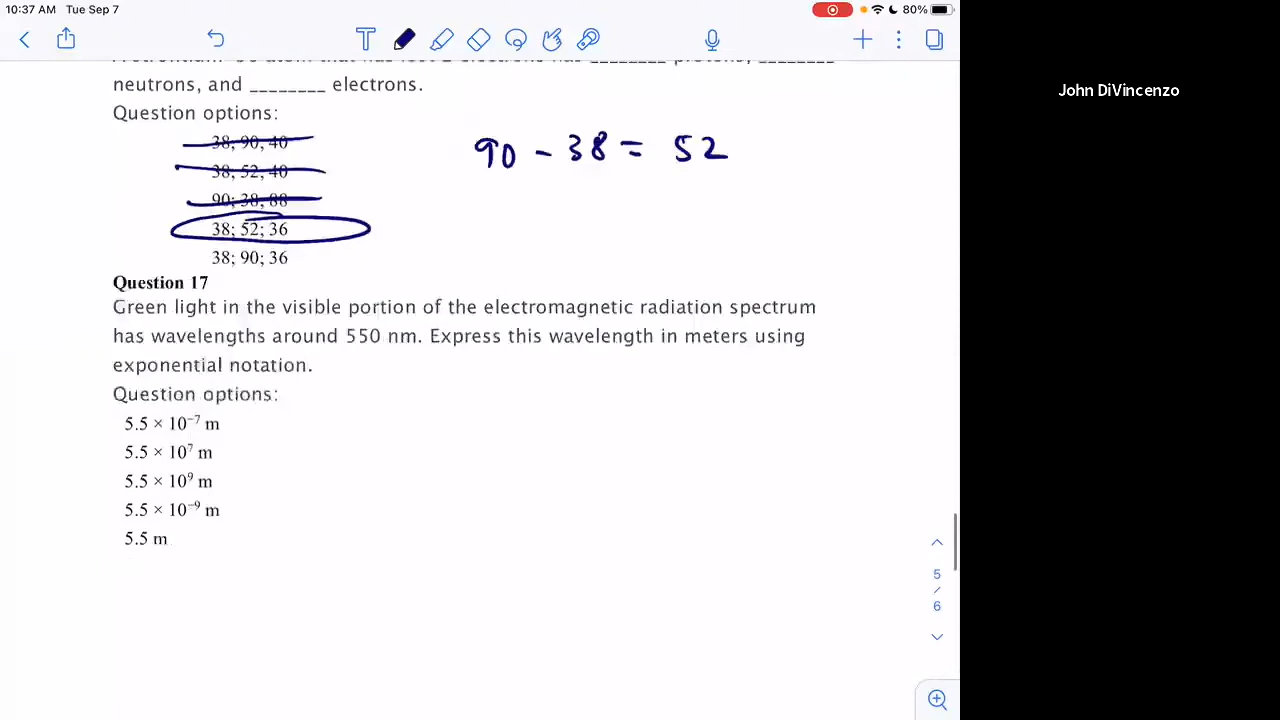 10:37 AM Tue Sep 7
80%
neutrons, and ________ electrons.
Question options:
38; 90; 40
90 - 38 = 52
38; 52; 40
90; 38; 88
38; 52; 36
38; 90; 36
Question 17
Green light in the visible portion of the electromagnetic radiation spectrum
has wavelengths around 550 nm. Express this wavelength in meters using
exponential notation.
Question options:
5.5 × 10⁻⁷ m
5.5 × 10⁷ m
5.5 × 10⁹ m
5.5 × 10⁻⁹ m
5.5 m
5
/
6
John DiVincenzo